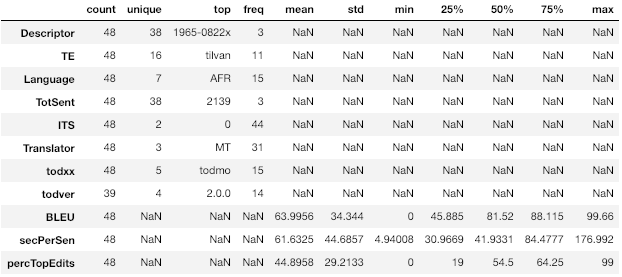 count unique top freq mean std min 25% 50% 75% max
Descriptor 48 38 1965-0822x 3 NaN NaN NaN NaN NaN NaN NaN
TE 48 16 tilvan 11 NaN NaN NaN NaN NaN NaN NaN
Language 48 7 AFR 15 NaN NaN NaN NaN NaN NaN NaN
TotSent 48 38 2139 3 NaN NaN NaN NaN NaN NaN NaN
ITS 48 2 0 44 NaN NaN NaN NaN NaN NaN NaN
Translator 48 3 MT 31 NaN NaN NaN NaN NaN NaN NaN
todxx 48 5 todmo 15 NaN NaN NaN NaN NaN NaN NaN
todver 39 4 2.0.0 14 NaN NaN NaN NaN NaN NaN NaN
BLEU 48 NaN NaN NaN 63.9956 34.344 0 45.885 81.52 88.115 99.66
secPerSen 48 NaN NaN NaN 61.6325 44.6857 4.94008 30.9669 41.9331 84.4777 176.992
percTopEdits 48 NaN NaN NaN 44.8958 29.2133 0 19 54.5 64.25 99